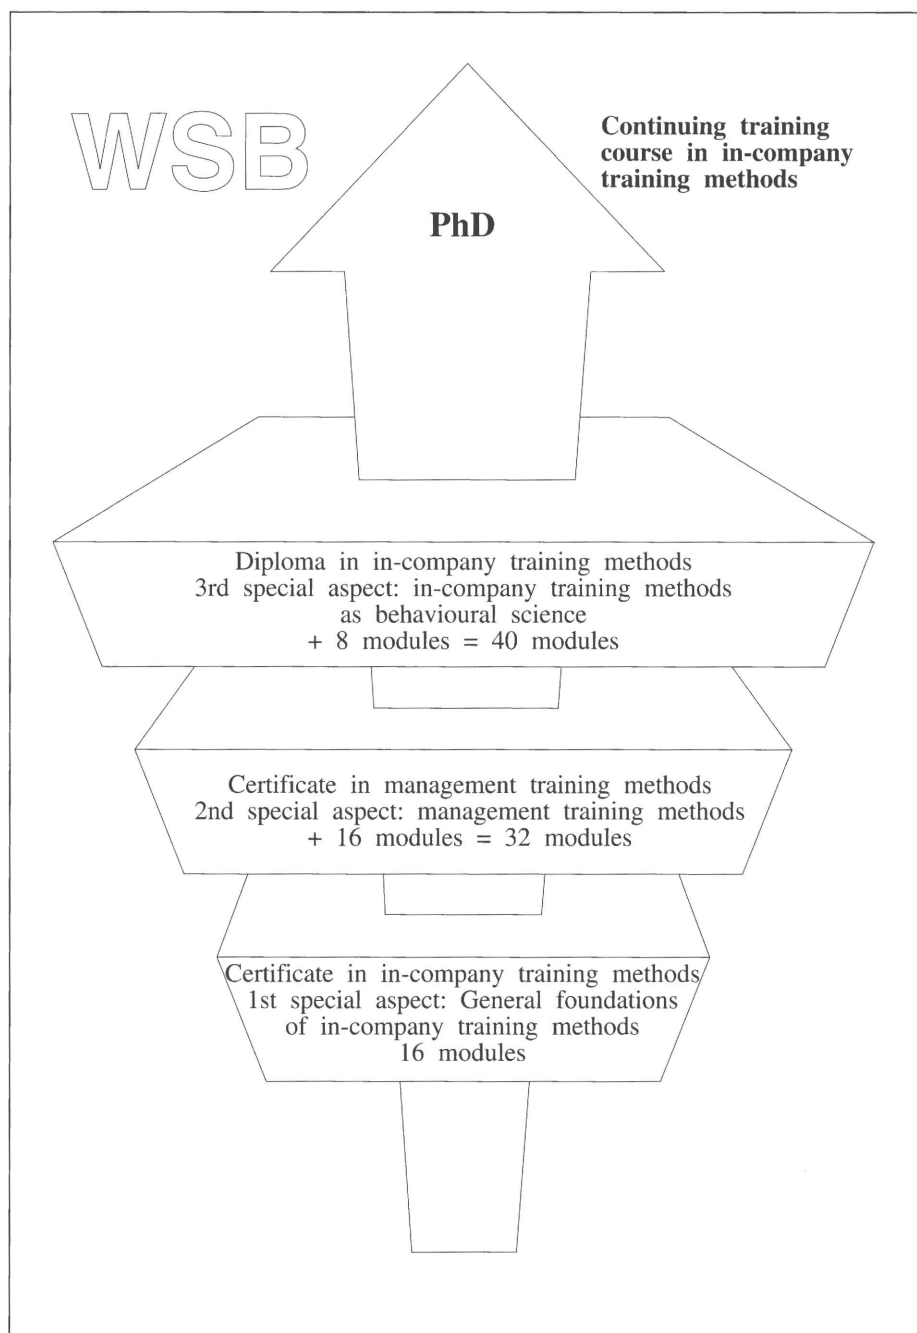 WSB
Continuing training
course in in-company
training methods
PhD
Diploma in in-company training methods
3rd special aspect: in-company training methods
as behavioural science
+ 8 modules = 40 modules
Certificate in management training methods
2nd special aspect: management training methods
+ 16 modules = 32 modules
Certificate in in-company training methods
1st special aspect: General foundations
of in-company training methods
16 modules